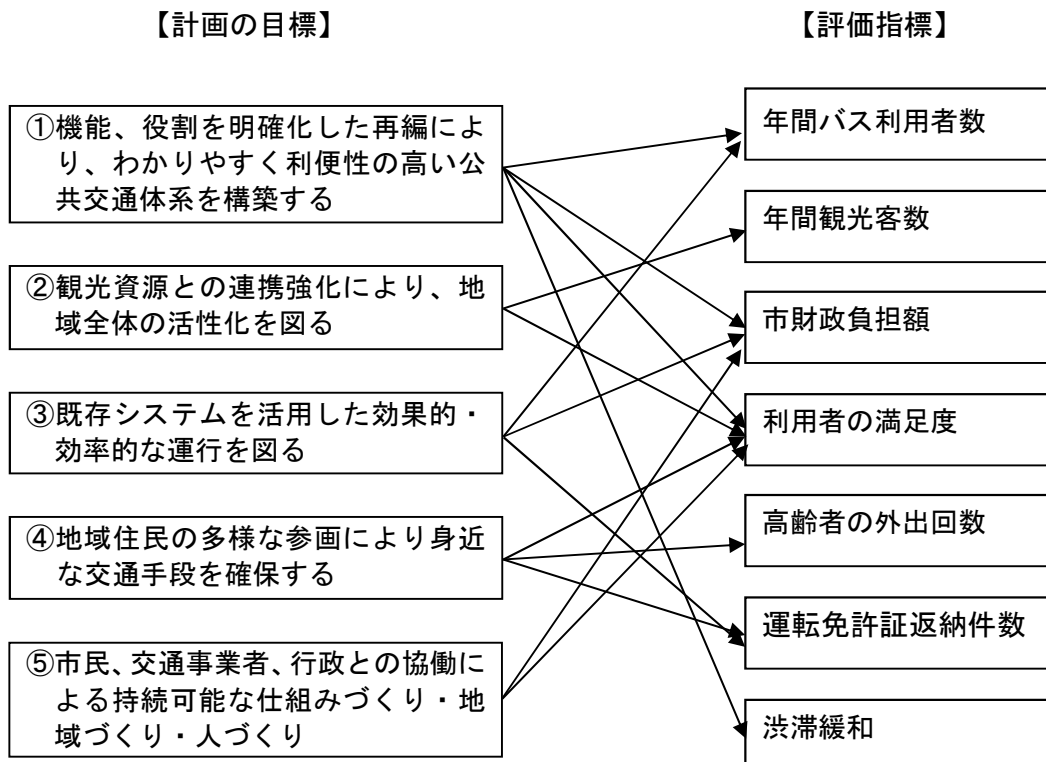 【計画の目標】
①機能、役割を明確化した再編によ
り、わかりやすく利便性の高い公
共交通体系を構築する
②観光資源との連携強化により、地
域全体の活性化を図る
③既存システムを活用した効果的・
効率的な運行を図る
④地域住民の多様な参画により身近
な交通手段を確保する
⑤市民、交通事業者、行政との協働に
よる持続可能な仕組みづくり・地
域づくり・人づくり
【評価指標】
年間バス利用者数
年間観光客数
市財政負担額
利用者の満足度
高齢者の外出回数
運転免許証返納件数
渋滞緩和